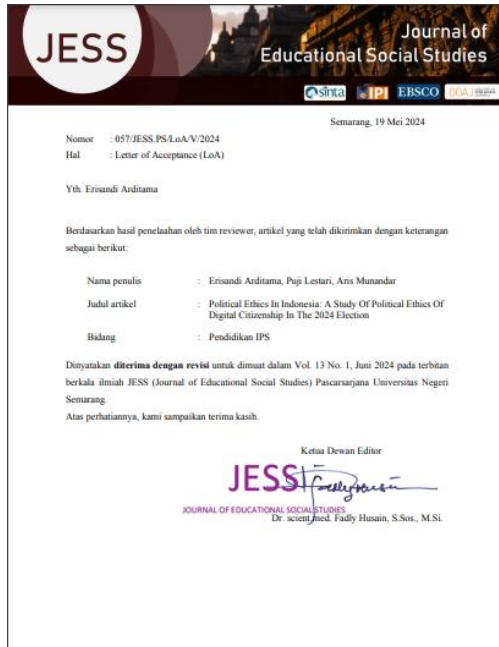 JESS
Journal of
Educational Social Studies
sinta
IPI
EBSCO
DOAJ
Semarang, 19 Mei 2024
Nomor : 057/JESS.PS/LoA/V/2024
Hal : Letter of Acceptance (LoA)
Yth. Erisandi Arditama
Berdasarkan hasil penelaahan oleh tim reviewer, artikel yang telah dikirimkan dengan keterangan
sebagai berikut:
Nama penulis : Erisandi Arditama, Puji Lestari, Aris Munandar
Judul artikel : Political Ethics In Indonesia: A Study Of Political Ethics Of
Digital Citizenship In The 2024 Election
Bidang : Pendidikan IPS
Dinyatakan diterima dengan revisi untuk dimuat dalam Vol. 13 No. 1, Juni 2024 pada terbitan
berkala ilmiah JESS (Journal of Educational Social Studies) Pascarsarjana Universitas Negeri
Semarang.
Atas perhatiannya, kami sampaikan terima kasih.
Ketua Dewan Editor
JESS
JOURNAL OF EDUCATIONAL SOCIAL STUDIES
Dr. scient.med. Fadly Husain, S.Sos., M.Si.